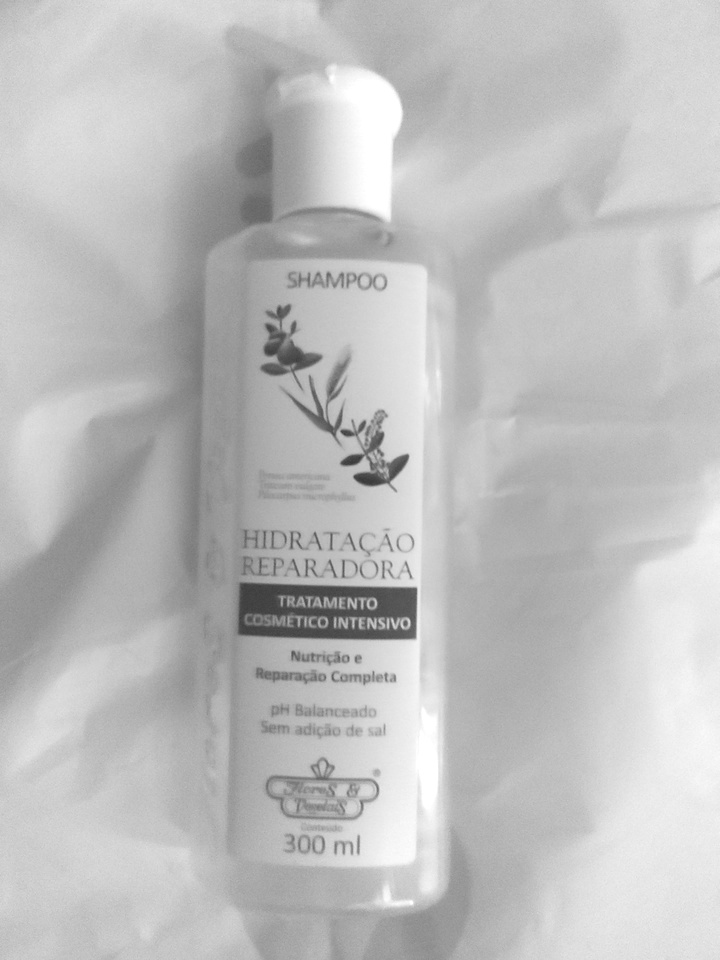 SHAMPOO
HIDRATAÇÃO
REPARADORA
TRATAMENTO
COSMÉTICO INTENSIVO
Nutrição e
Reparação Completa
pH Balanceado
Sem adição de sal
Flores &
Vegetais
®
Conteúdo
300 ml